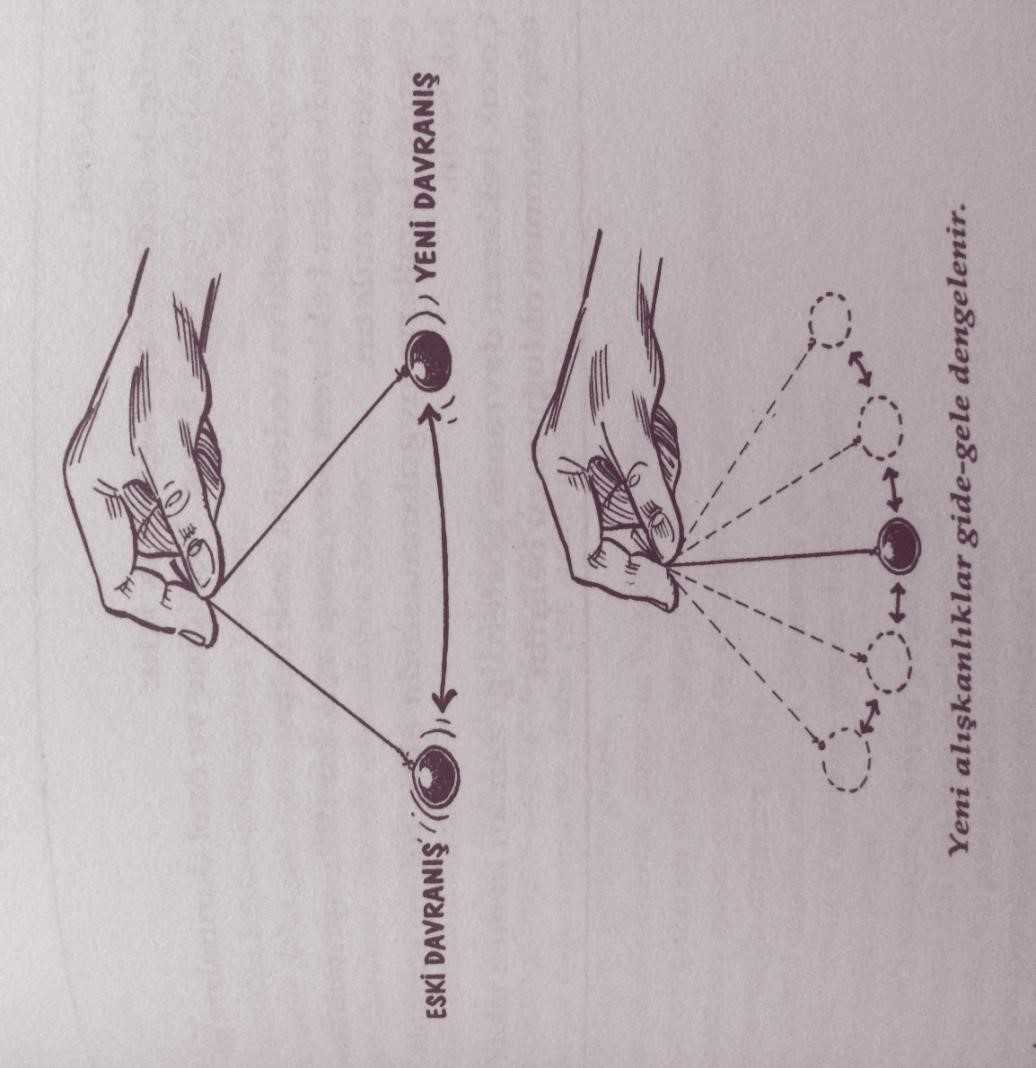 ESKİ DAVRANIŞ
YENİ DAVRANIŞ
Yeni alışkanlıklar gide-gele dengelenir.